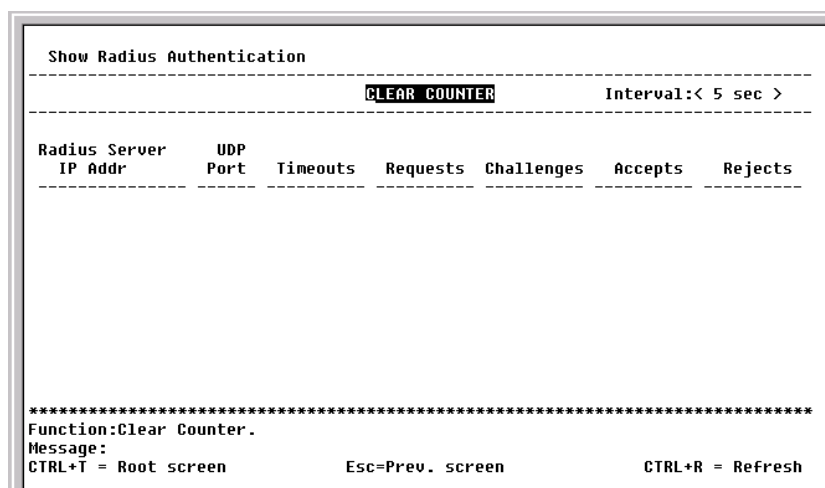 Show Radius Authentication
--------------------------------------------------------------------------------
CLEAR COUNTER Interval:< 5 sec >
--------------------------------------------------------------------------------
Radius Server UDP
IP Addr Port Timeouts Requests Challenges Accepts Rejects
--------------- ------ ---------- ---------- ---------- ---------- ----------
********************************************************************************
Function:Clear Counter.
Message:
CTRL+T = Root screen Esc=Prev. screen CTRL+R = Refresh